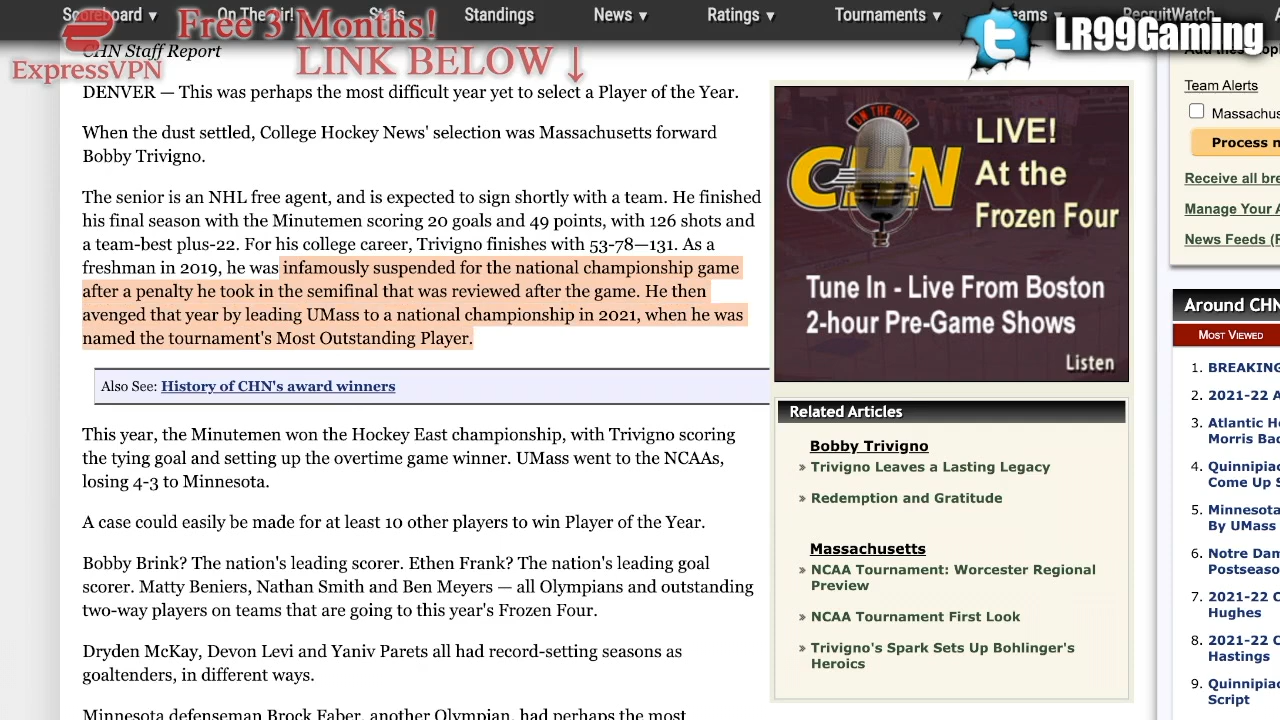 Scoreboard ▼ On The Air! Stats Standings News ▼ Ratings ▼ Tournaments ▼ Teams ▼ RecruitWatch
Free 3 Months!
LINK BELOW ↓
ExpressVPN
LR99Gaming
CHN Staff Report
DENVER — This was perhaps the most difficult year yet to select a Player of the Year.
When the dust settled, College Hockey News' selection was Massachusetts forward
Bobby Trivigno.
The senior is an NHL free agent, and is expected to sign shortly with a team. He finished
his final season with the Minutemen scoring 20 goals and 49 points, with 126 shots and
a team-best plus-22. For his college career, Trivigno finishes with 53-78—131. As a
freshman in 2019, he was infamously suspended for the national championship game
after a penalty he took in the semifinal that was reviewed after the game. He then
avenged that year by leading UMass to a national championship in 2021, when he was
named the tournament's Most Outstanding Player.
Also See: History of CHN's award winners
This year, the Minutemen won the Hockey East championship, with Trivigno scoring
the tying goal and setting up the overtime game winner. UMass went to the NCAAs,
losing 4-3 to Minnesota.
A case could easily be made for at least 10 other players to win Player of the Year.
Bobby Brink? The nation's leading scorer. Ethen Frank? The nation's leading goal
scorer. Matty Beniers, Nathan Smith and Ben Meyers — all Olympians and outstanding
two-way players on teams that are going to this year's Frozen Four.
Dryden McKay, Devon Levi and Yaniv Parets all had record-setting seasons as
goaltenders, in different ways.
Minnesota defenseman Brock Faber, another Olympian, had perhaps the most
ON THE AIR
CHN
LIVE!
At the
Frozen Four
Tune In - Live From Boston
2-hour Pre-Game Shows
Listen
Related Articles
Bobby Trivigno
» Trivigno Leaves a Lasting Legacy
» Redemption and Gratitude
Massachusetts
» NCAA Tournament: Worcester Regional
Preview
» NCAA Tournament First Look
» Trivigno's Spark Sets Up Bohlinger's
Heroics
Team Alerts
Massachus
Process n
Receive all bre
Manage Your A
News Feeds (R
Around CHN
Most Viewed
1. BREAKING
2. 2021-22 A
3. Atlantic Ho
Morris Bac
4. Quinnipiac
Come Up S
5. Minnesota
By UMass
6. Notre Dam
Postseaso
7. 2021-22 C
Hughes
8. 2021-22 C
Hastings
9. Quinnipiac
Script